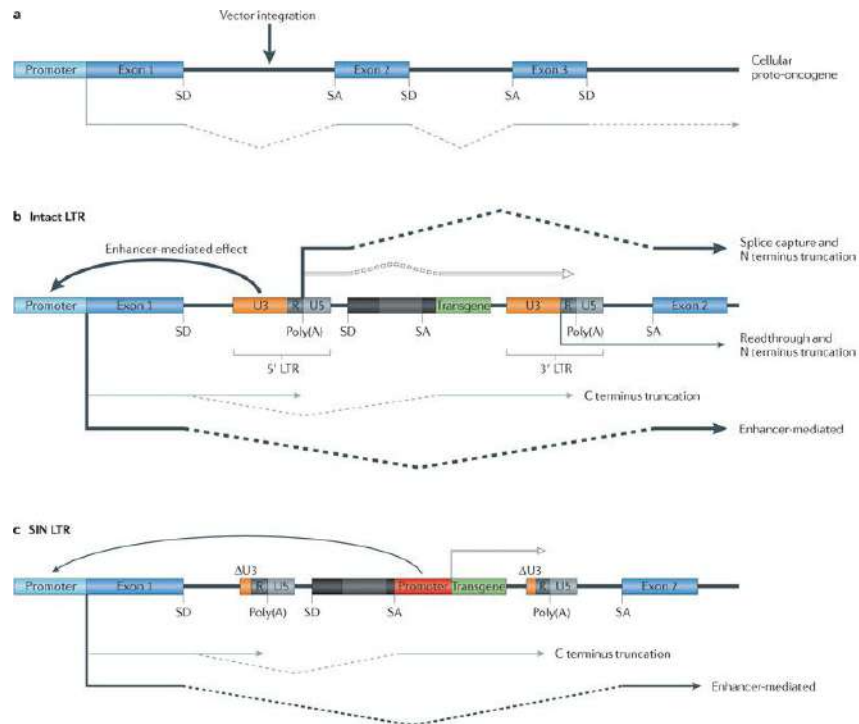 a
Vector integration
Promoter Exon 1 Exon 2 Exon 3 Cellular
proto-oncogene
SD SA SD SA SD
b Intact LTR
Enhancer-mediated effect
Splice capture and
N terminus truncation
Promoter Exon 1 U3 R U5 Transgene U3 R U5 Exon 2
SD Poly(A) SD SA Poly(A) SA
Readthrough and
N terminus truncation
5' LTR 3' LTR
C terminus truncation
Enhancer-mediated
c SIN LTR
ΔU3 ΔU3
Promoter Exon 1 R U5 Promoter Transgene R U5 Exon 2
SD Poly(A) SD SA Poly(A) SA
C terminus truncation
Enhancer-mediated